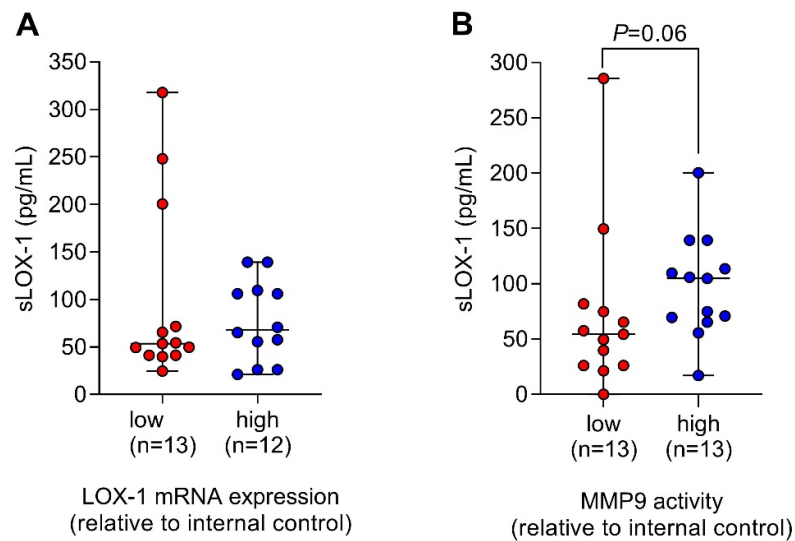 A
sLOX-1 (pg/mL)
350
300
250
200
150
100
50
0
low
(n=13)
high
(n=12)
LOX-1 mRNA expression
(relative to internal control)
B
P=0.06
sLOX-1 (pg/mL)
300
250
200
150
100
50
0
low
(n=13)
high
(n=13)
MMP9 activity
(relative to internal control)